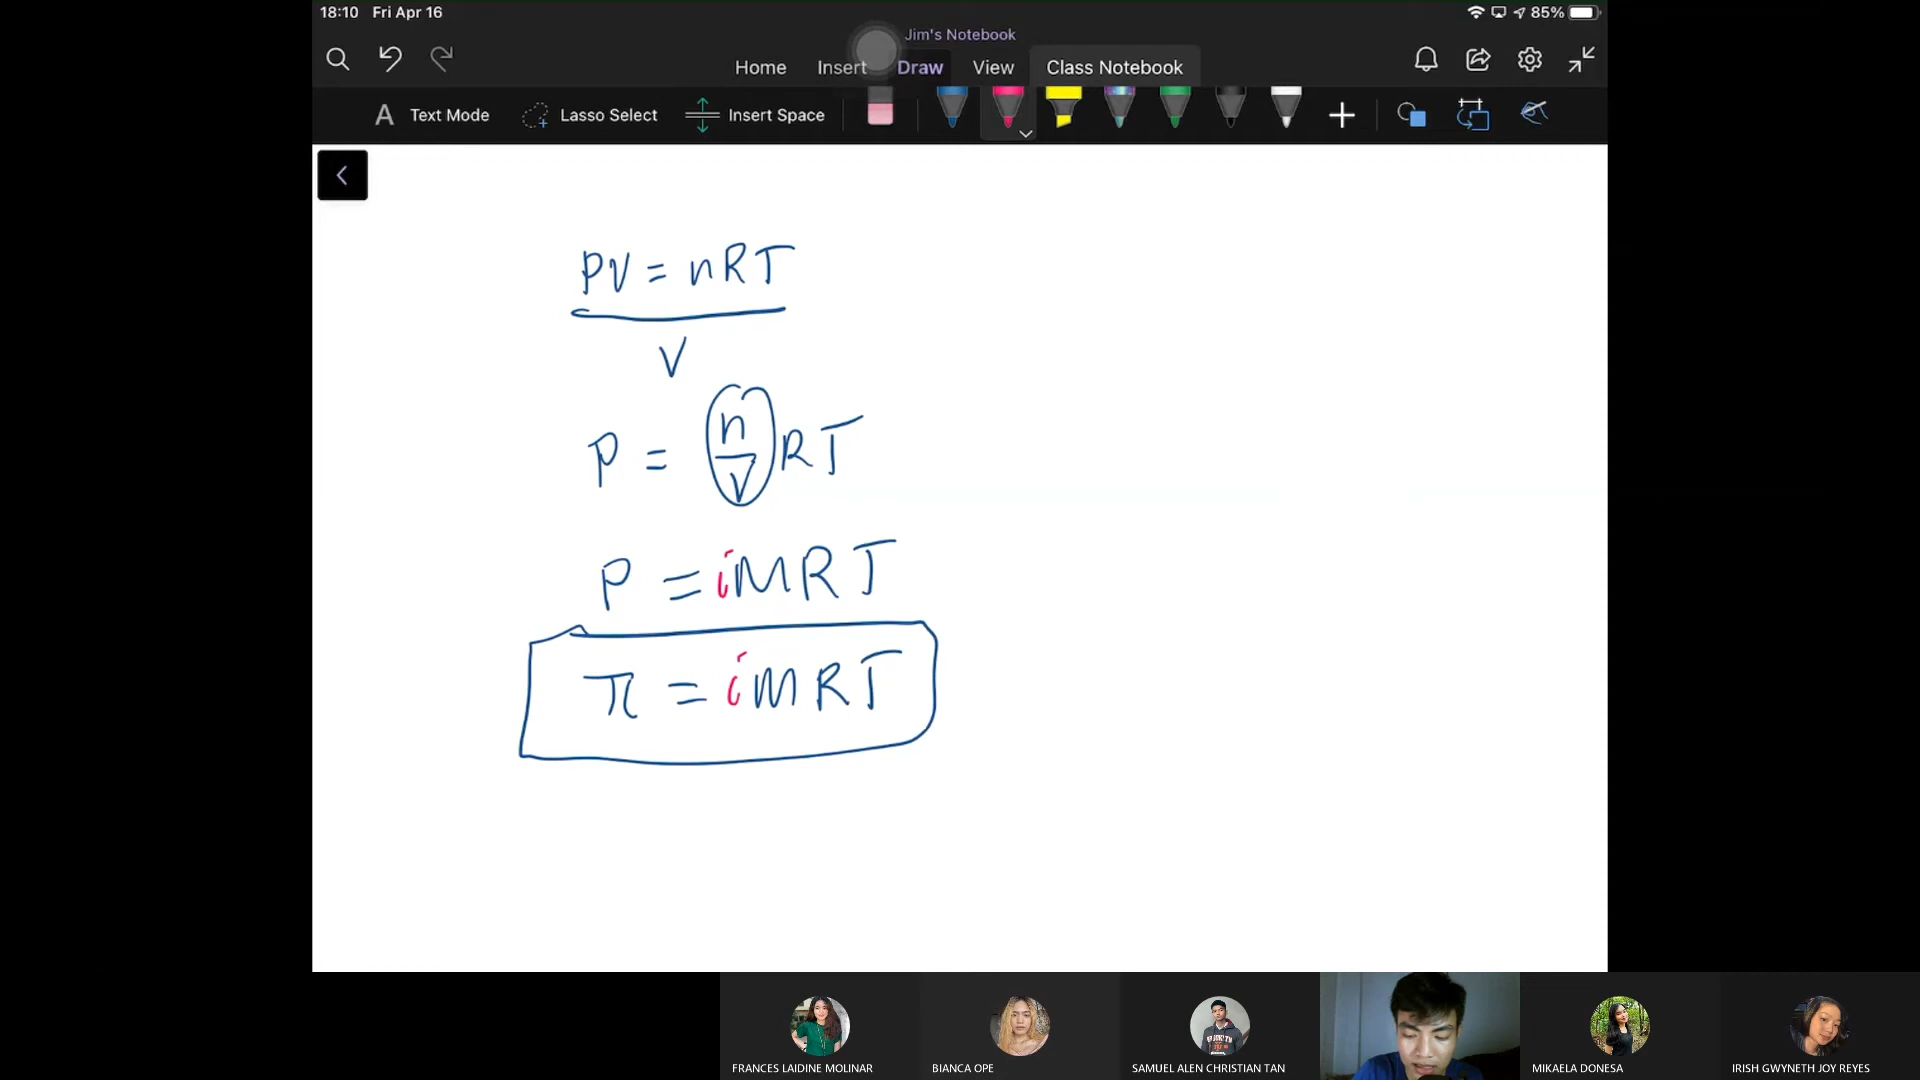 18:10 Fri Apr 16 85%
Jim's Notebook
Home Insert Draw View Class Notebook
A Text Mode Lasso Select Insert Space
PV = nRT
V
P = n/V RT
P = iMRT
π = iMRT
FRANCES LAIDINE MOLINAR BIANCA OPE SAMUEL ALEN CHRISTIAN TAN MIKAELA DONESA IRISH GWYNETH JOY REYES